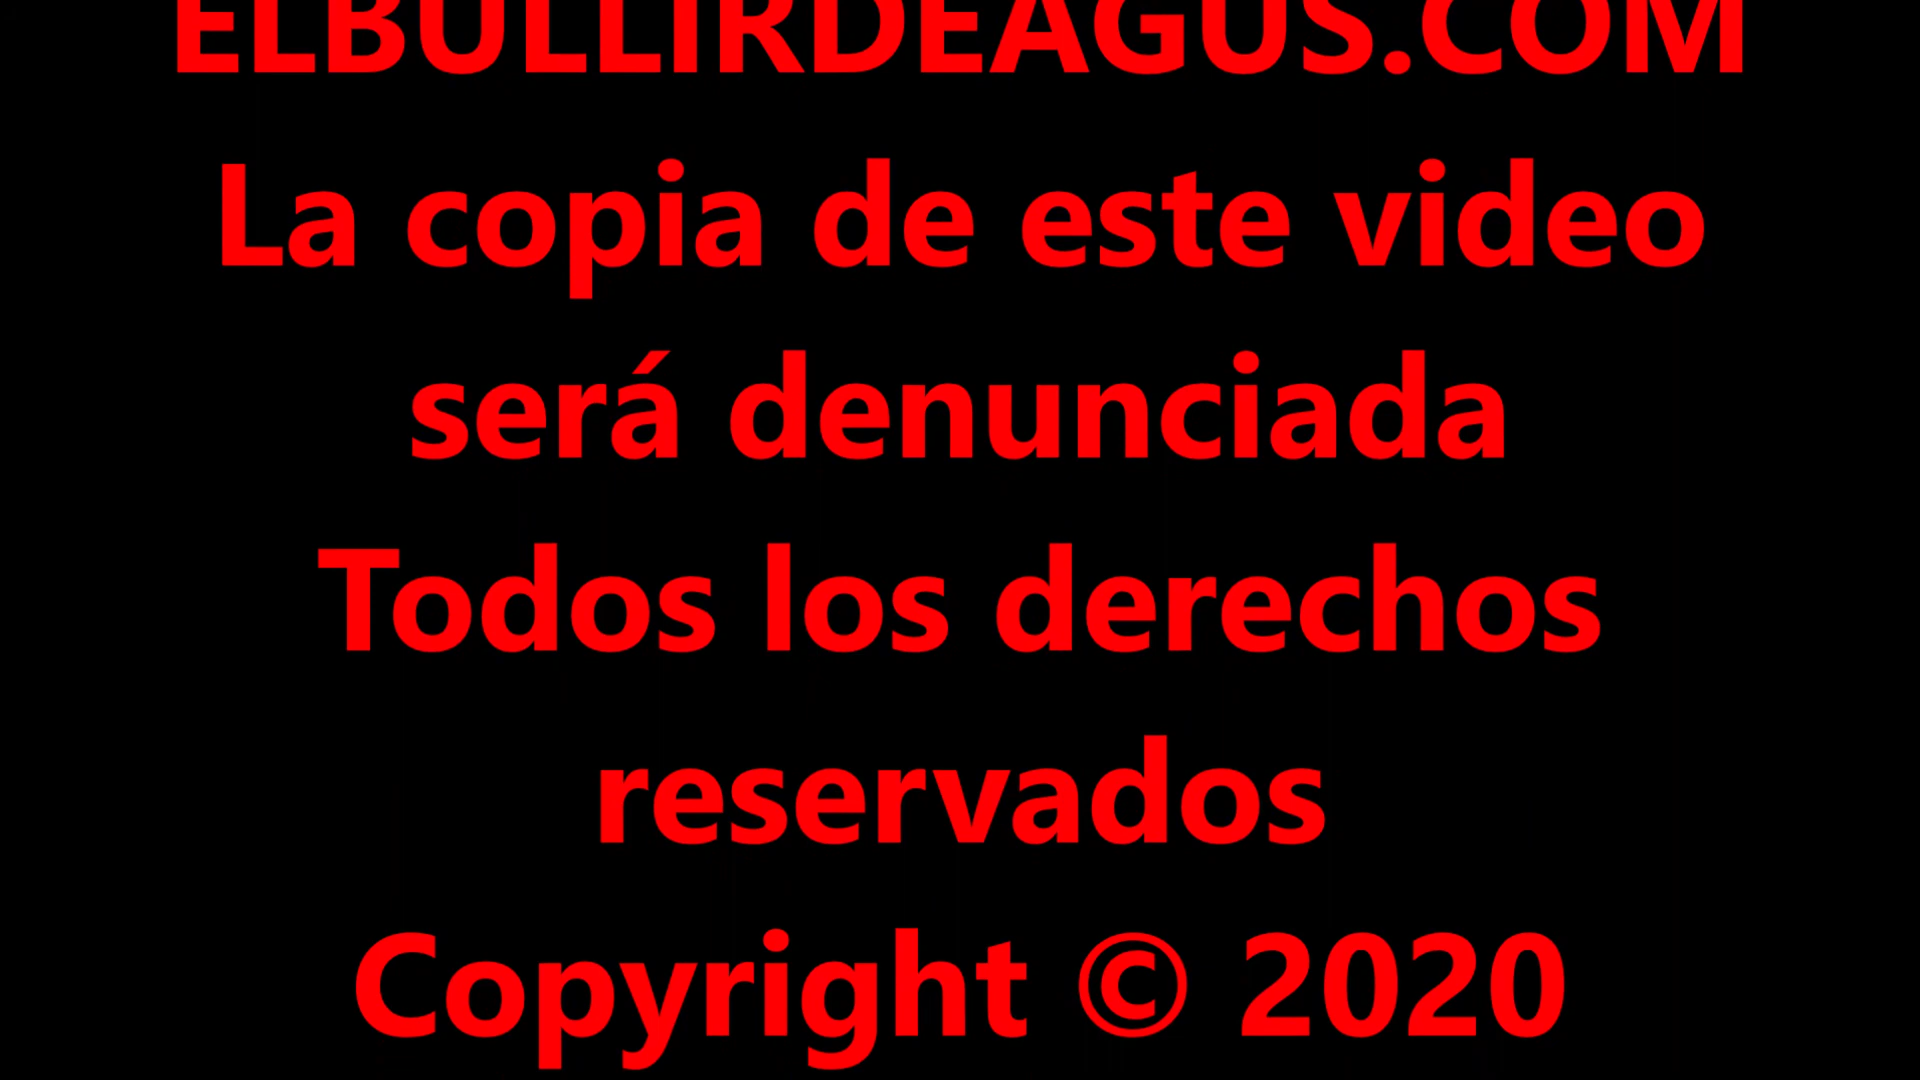 ELBULLIRDEAGUS.COM
La copia de este video
será denunciada
Todos los derechos
reservados
Copyright © 2020